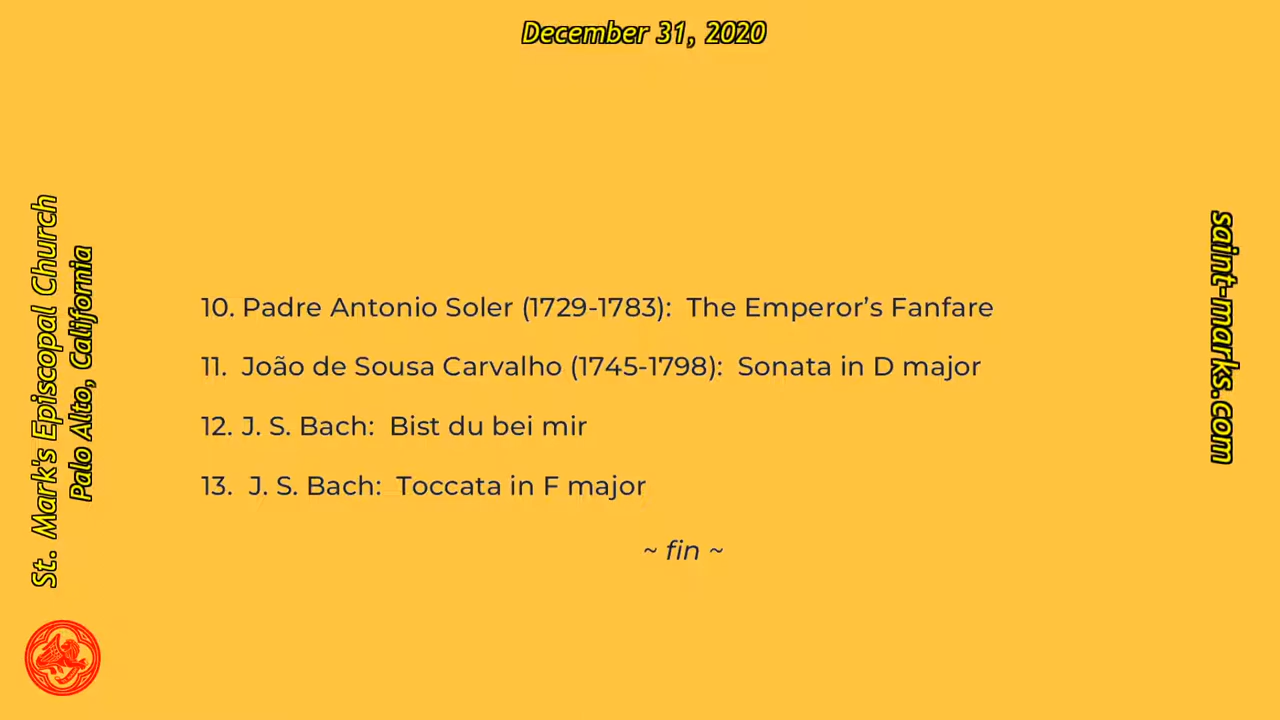 December 31, 2020
St. Mark's Episcopal Church
Palo Alto, California
10. Padre Antonio Soler (1729-1783):  The Emperor’s Fanfare
11.  João de Sousa Carvalho (1745-1798):  Sonata in D major
12. J. S. Bach:  Bist du bei mir
13.  J. S. Bach:  Toccata in F major
~ fin ~
saint-marks.com